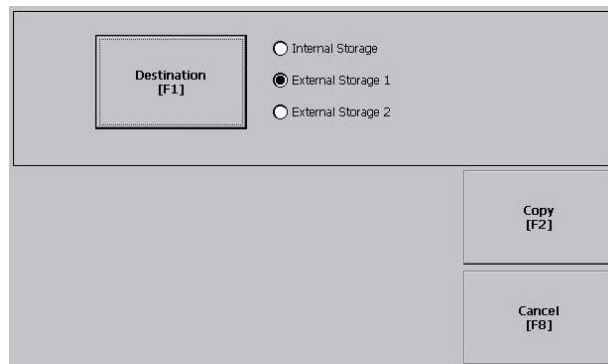 Destination
[F1]
Internal Storage
External Storage 1
External Storage 2
Copy
[F2]
Cancel
[F8]